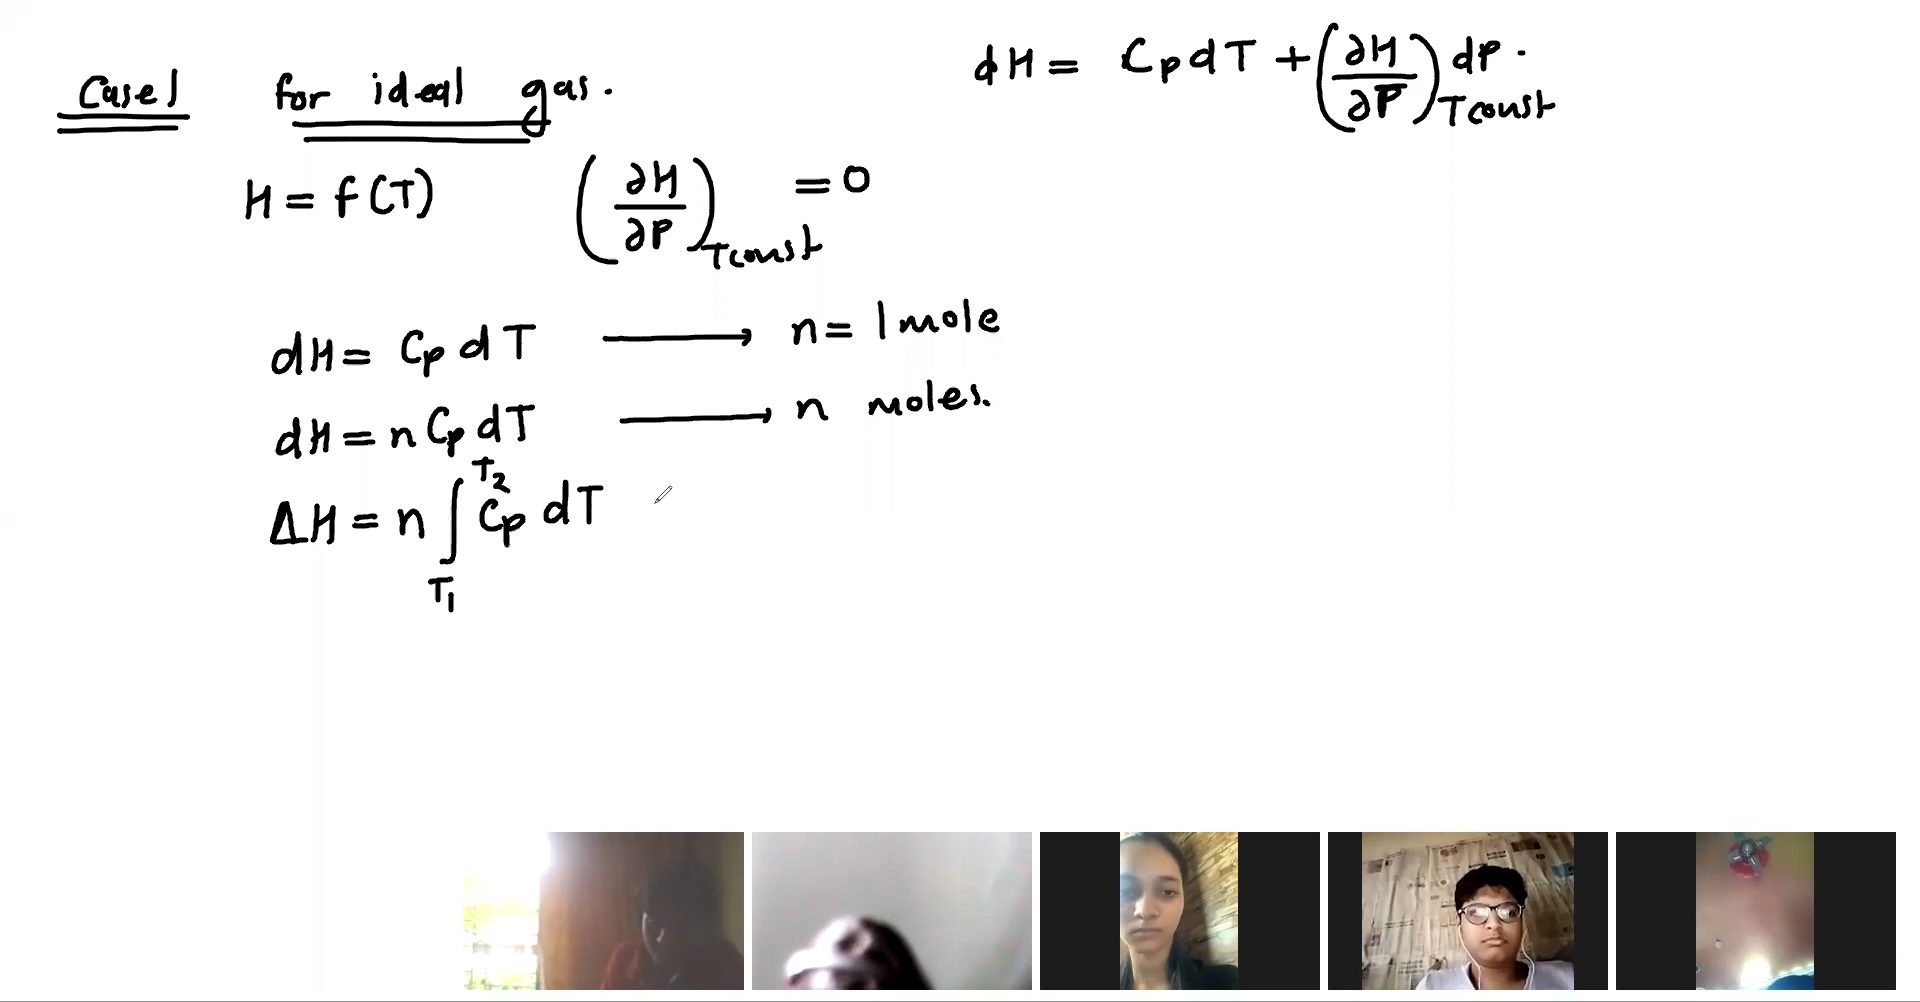 dH = CpdT + (∂H/∂P)Tconst dP.
Case 1 for ideal gas.
H = f(T) (∂H/∂P)Tconst = 0
dH = Cp dT ⟶ n = 1 mole
dH = n Cp dT ⟶ n moles.
ΔH = n ∫T1T2 Cp dT